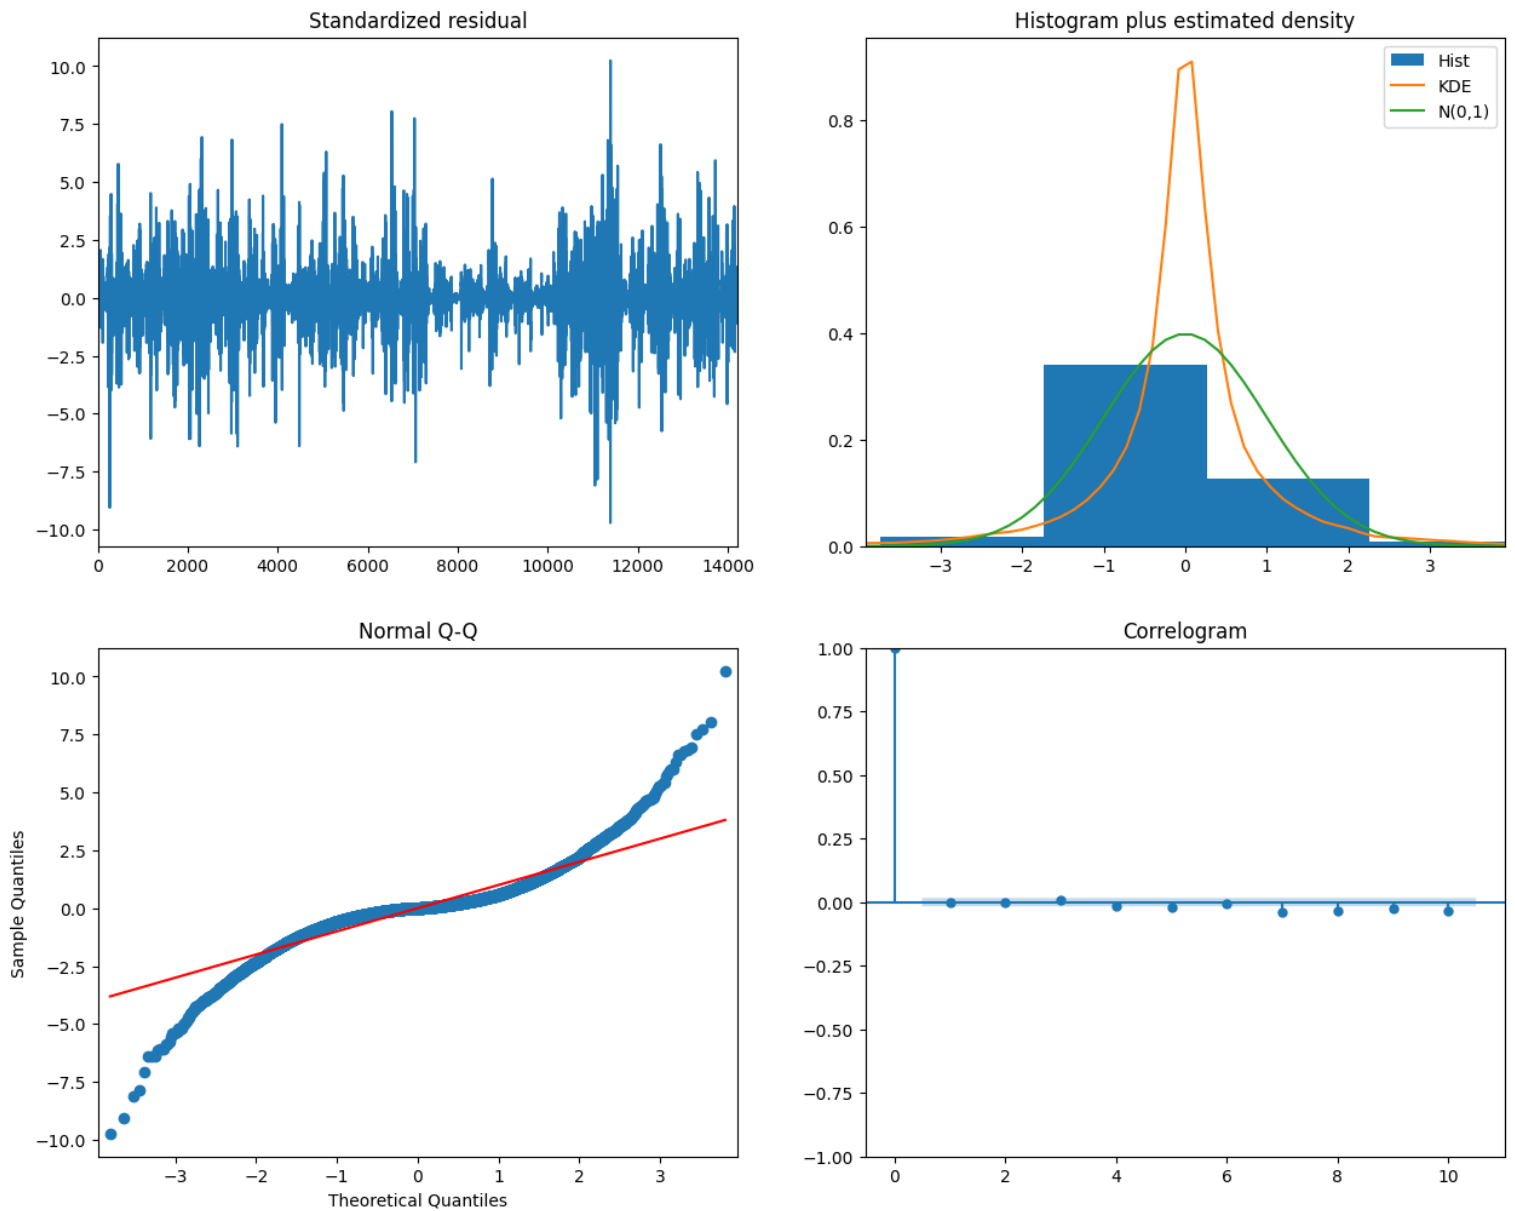 Standardized residual
10.0
7.5
5.0
2.5
0.0
−2.5
−5.0
−7.5
−10.0
0 2000 4000 6000 8000 10000 12000 14000
Histogram plus estimated density
Hist
KDE
N(0,1)
0.8
0.6
0.4
0.2
0.0
−3 −2 −1 0 1 2 3
Normal Q-Q
Sample Quantiles
10.0
7.5
5.0
2.5
0.0
−2.5
−5.0
−7.5
−10.0
−3 −2 −1 0 1 2 3
Theoretical Quantiles
Correlogram
1.00
0.75
0.50
0.25
0.00
−0.25
−0.50
−0.75
−1.00
0 2 4 6 8 10